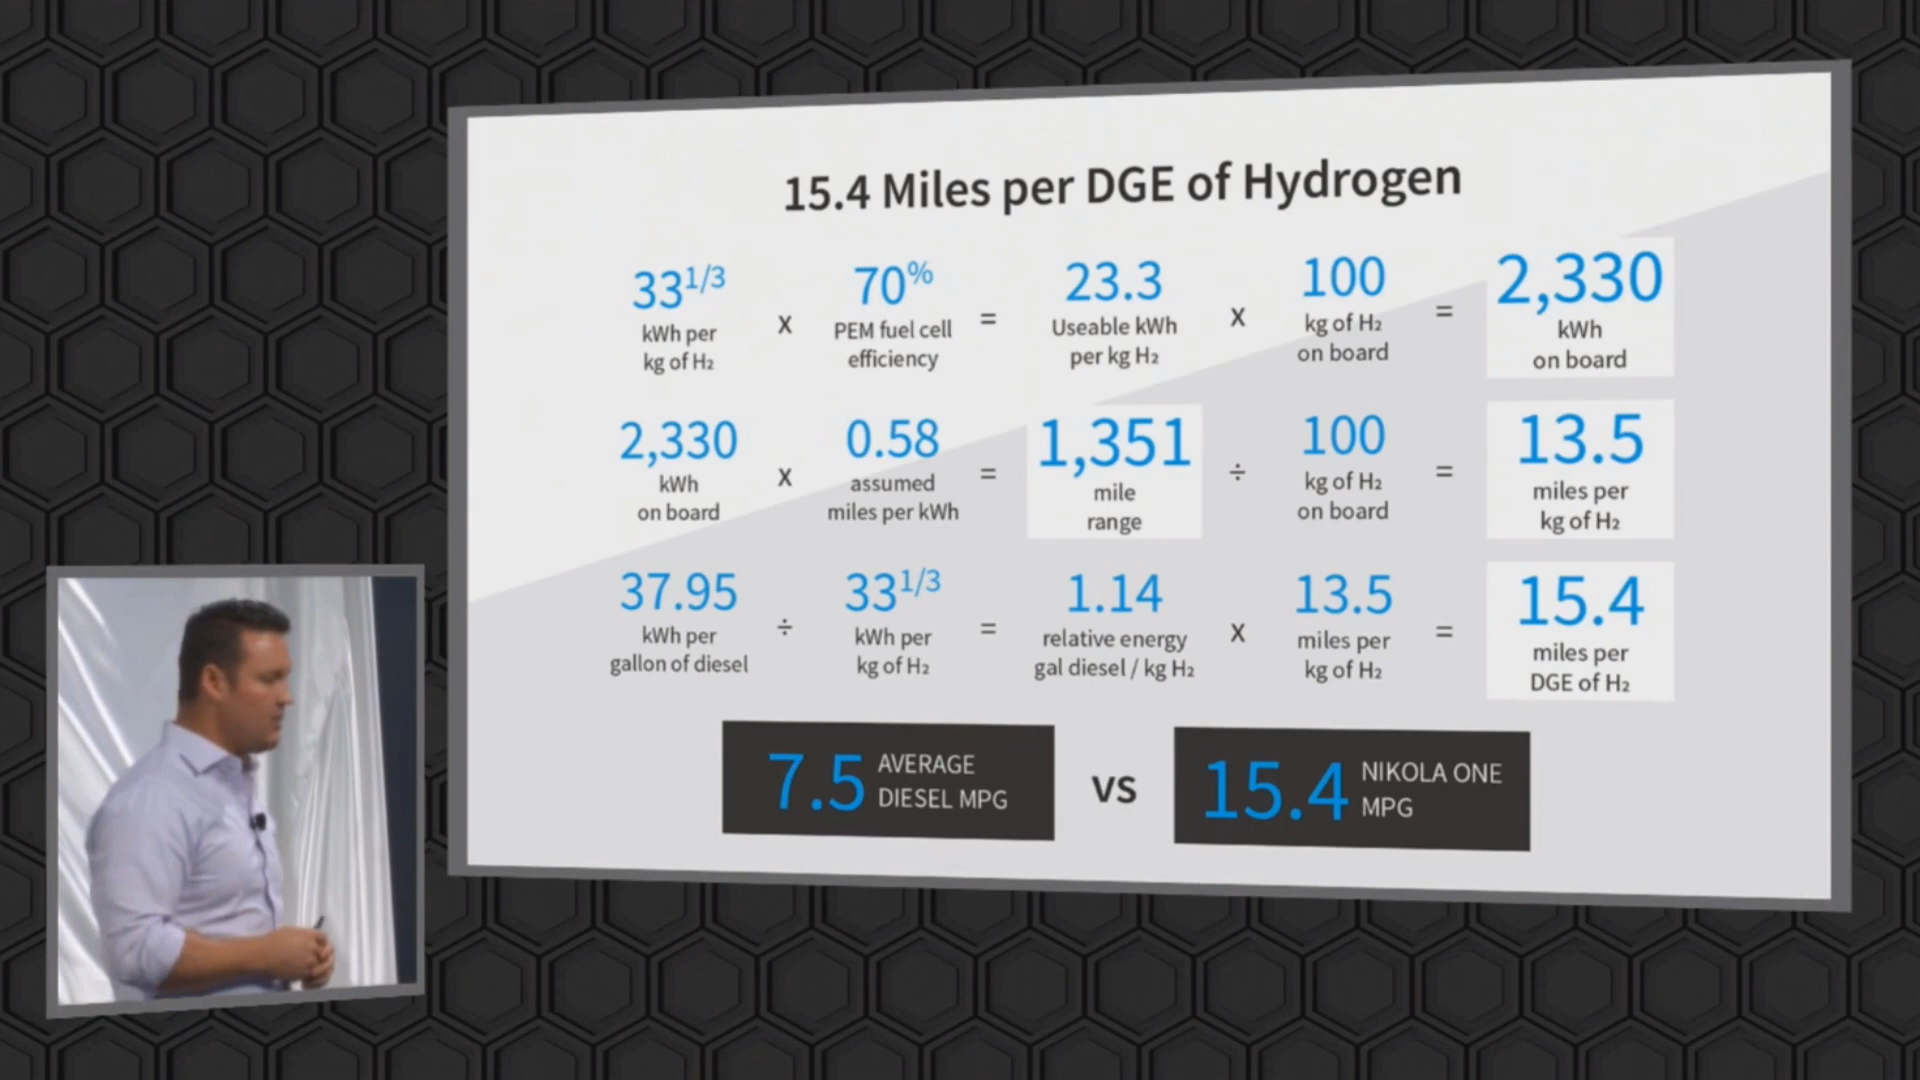 15.4 Miles per DGE of Hydrogen
33 1/3 x 70% = 23.3 x 100 = 2,330
kWh per PEM fuel cell Useable kWh kg of H₂ kWh
kg of H₂ efficiency per kg H₂ on board on board
2,330 x 0.58 = 1,351 ÷ 100 = 13.5
kWh assumed mile kg of H₂ miles per
on board miles per kWh range on board kg of H₂
37.95 ÷ 33 1/3 = 1.14 x 13.5 = 15.4
kWh per kWh per relative energy miles per miles per
gallon of diesel kg of H₂ gal diesel / kg H₂ kg of H₂ DGE of H₂
7.5 AVERAGE
DIESEL MPG
VS
15.4 NIKOLA ONE
MPG